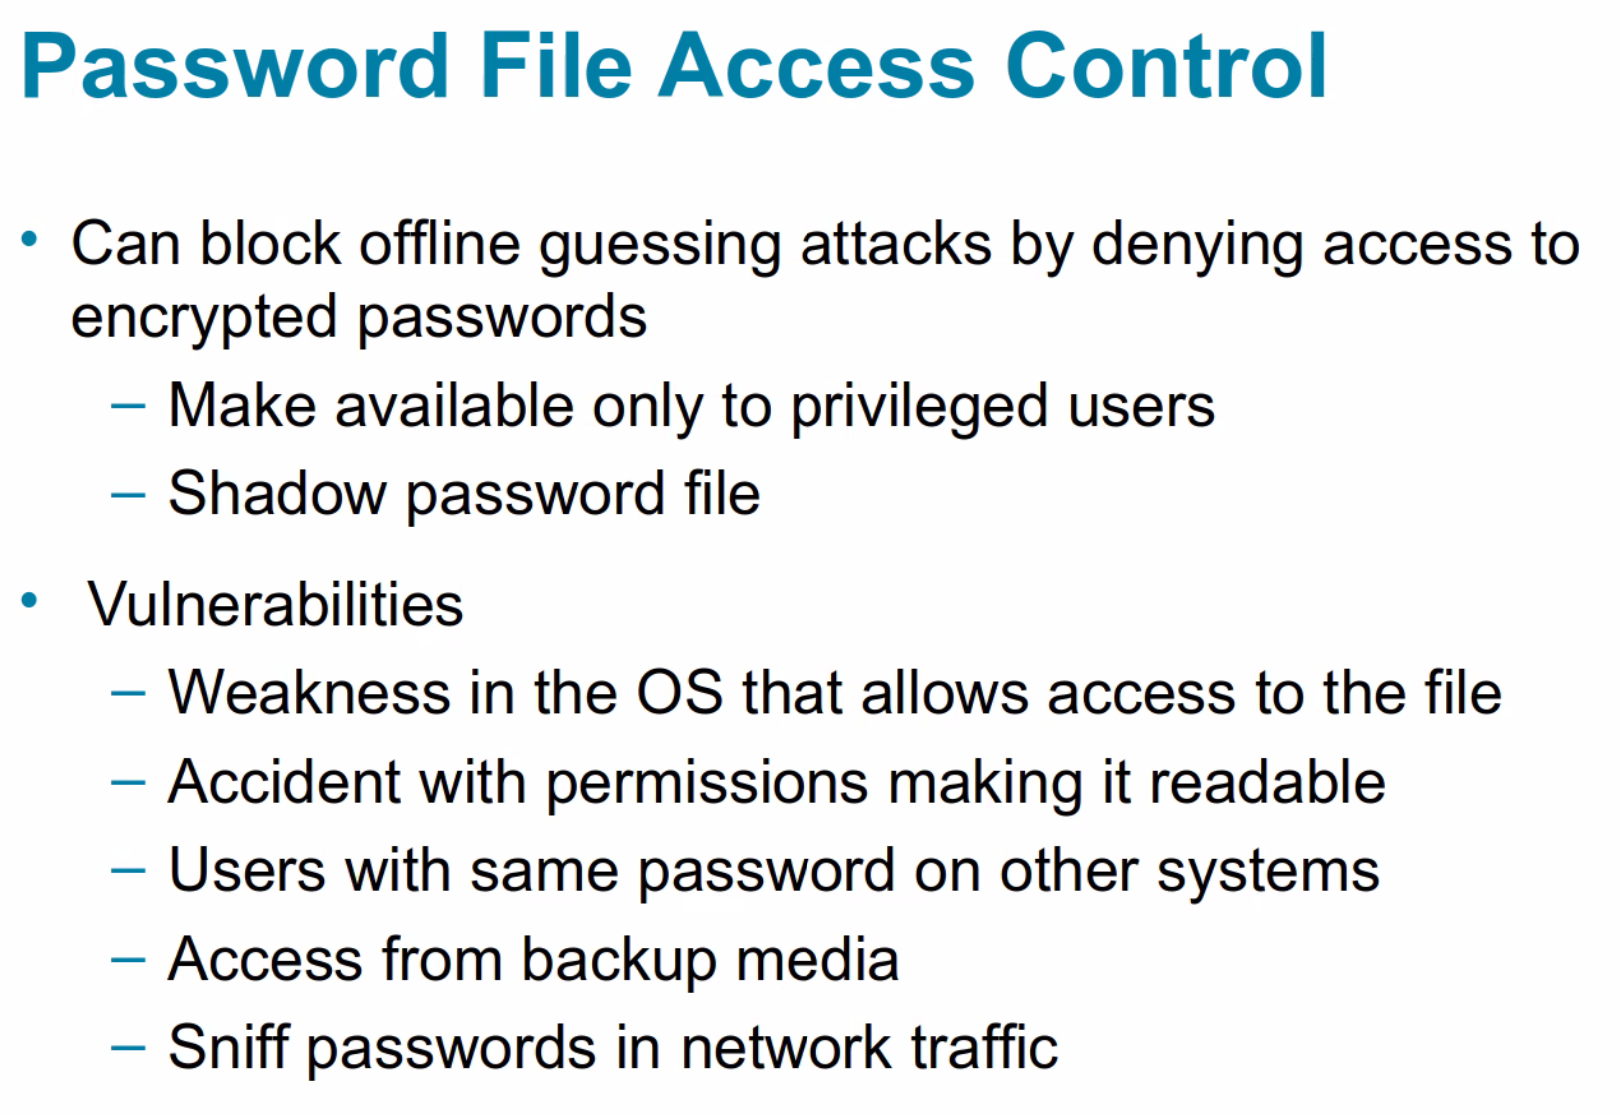 Password File Access Control
• Can block offline guessing attacks by denying access to
encrypted passwords
– Make available only to privileged users
– Shadow password file
• Vulnerabilities
– Weakness in the OS that allows access to the file
– Accident with permissions making it readable
– Users with same password on other systems
– Access from backup media
– Sniff passwords in network traffic